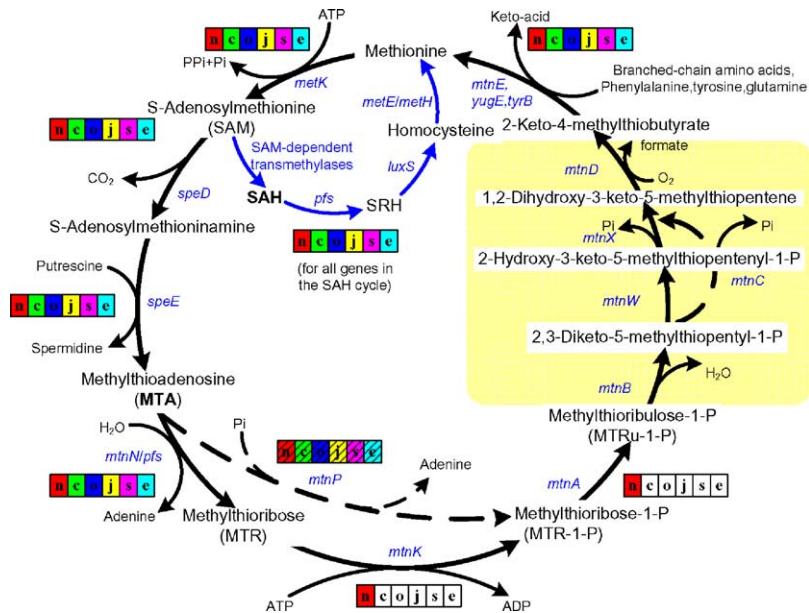 ATP
n c o j s e
PPi+Pi
metK
Methionine
Keto-acid
n c o j s e
Branched-chain amino acids,
Phenylalanine,tyrosine,glutamine
mtnE,
yugE,tyrB
metE/metH
S-Adenosylmethionine
(SAM)
n c o j s e
SAM-dependent
transmethylases
Homocysteine
2-Keto-4-methylthiobutyrate
formate
mtnD
O2
CO2
speD
SAH
pfs
SRH
luxS
1,2-Dihydroxy-3-keto-5-methylthiopentene
S-Adenosylmethioninamine
n c o j s e
(for all genes in
the SAH cycle)
Pi
mtnX
Pi
2-Hydroxy-3-keto-5-methylthiopentenyl-1-P
mtnC
mtnW
Putrescine
n c o j s e
speE
Spermidine
2,3-Diketo-5-methylthiopentyl-1-P
mtnB
H2O
Methylthioadenosine
(MTA)
Methylthioribulose-1-P
(MTRu-1-P)
H2O
mtnN/pfs
Pi
n c o j s e
mtnP
Adenine
n c o j s e
Adenine
mtnA
n c o j s e
Methylthioribose
(MTR)
Methylthioribose-1-P
(MTR-1-P)
mtnK
ATP
n c o j s e
ADP